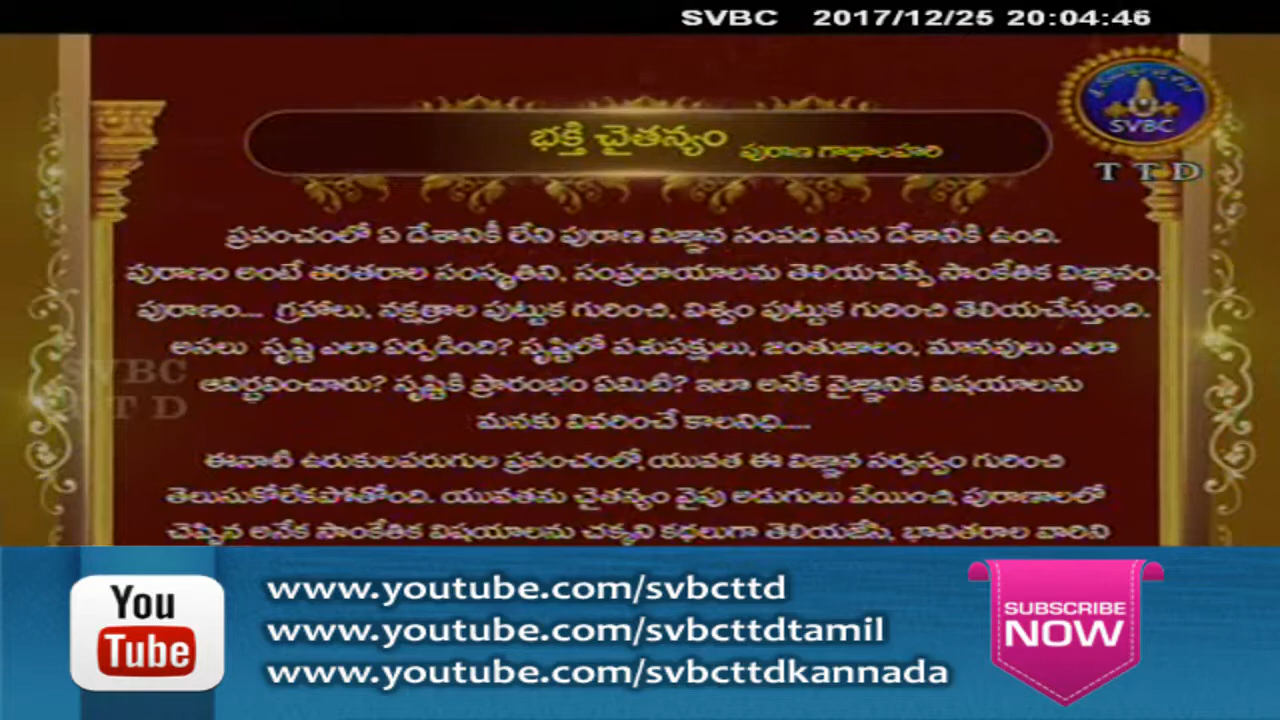 SVBC 2017/12/25 20:04:46
SVBC
T T D
భక్తి చైతన్యం పురాణ గాథాలహరి
ప్రపంచంలో ఏ దేశానికీ లేని పురాణ విజ్ఞాన సంపద మన దేశానికి ఉంది.
పురాణం అంటే తరతరాల సంస్కృతిని, సంప్రదాయాలను తెలియచెప్పే సాంకేతిక విజ్ఞానం.
పురాణం.... గ్రహాలు, నక్షత్రాల పుట్టుక గురించి, విశ్వం పుట్టుక గురించి తెలియచేస్తుంది.
అసలు సృష్టి ఎలా ఏర్పడింది? సృష్టిలో పశుపక్షులు, జంతుజాలం, మానవులు ఎలా
ఆవిర్భవించారు? సృష్టికి ప్రారంభం ఏమిటి? ఇలా అనేక వైజ్ఞానిక విషయాలను
మనకు వివరించే కాలనిధి.....
ఈనాటి ఉరుకులపరుగుల ప్రపంచంలో, యువత ఈ విజ్ఞాన సర్వస్వం గురించి
తెలుసుకోలేకపోతోంది. యువతను చైతన్యం వైపు అడుగులు వేయించి, పురాణాలలో
చెప్పిన అనేక సాంకేతిక విషయాలను చక్కని కథలుగా తెలియజేసి, భావితరాల వారిని
SVBC
T T D
You Tube
www.youtube.com/svbcttd
www.youtube.com/svbcttdtamil
www.youtube.com/svbcttdkannada
SUBSCRIBE
NOW